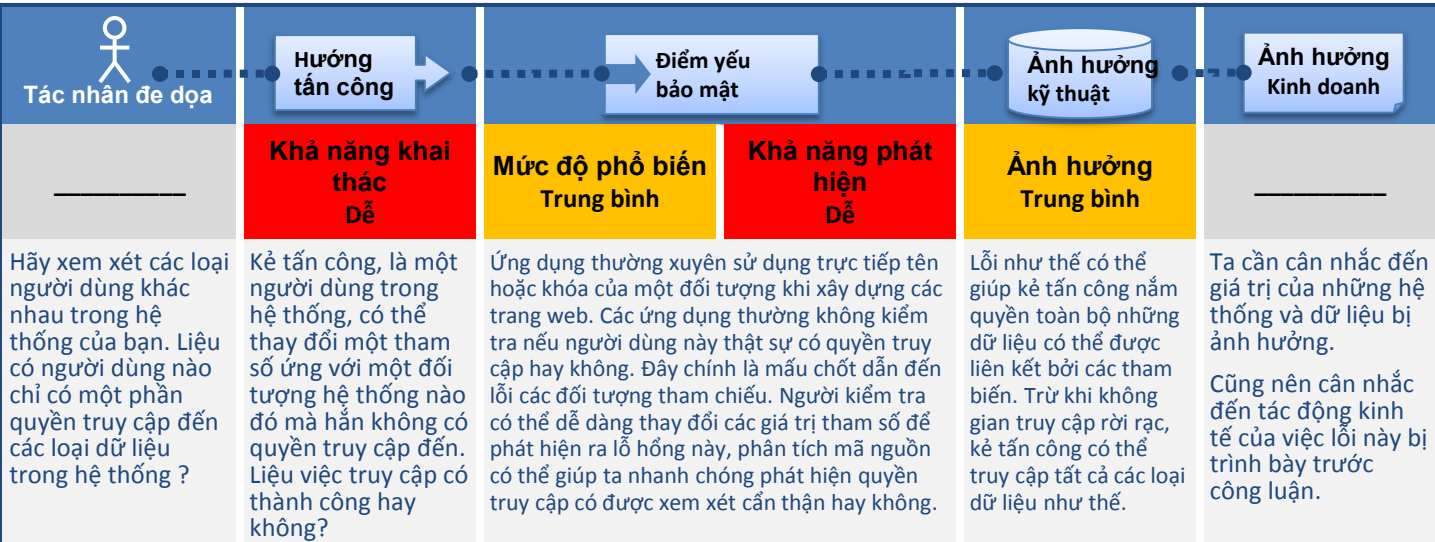 Tác nhân đe dọa
Hướng
tấn công
Điểm yếu
bảo mật
Ảnh hưởng
kỹ thuật
Ảnh hưởng
Kinh doanh
__________
Khả năng khai
thác
Dễ
Mức độ phổ biến
Trung bình
Khả năng phát
hiện
Dễ
Ảnh hưởng
Trung bình
__________
Hãy xem xét các loại
người dùng khác
nhau trong hệ
thống của bạn. Liệu
có người dùng nào
chỉ có một phần
quyền truy cập đến
các loại dữ liệu
trong hệ thống ?
Kẻ tấn công, là một
người dùng trong
hệ thống, có thể
thay đổi một tham
số ứng với một đối
tượng hệ thống nào
đó mà hắn không có
quyền truy cập đến.
Liệu việc truy cập có
thành công hay
không?
Ứng dụng thường xuyên sử dụng trực tiếp tên
hoặc khóa của một đối tượng khi xây dựng các
trang web. Các ứng dụng thường không kiểm
tra nếu người dùng này thật sự có quyền truy
cập hay không. Đây chính là mấu chốt dẫn đến
lỗi các đối tượng tham chiếu. Người kiểm tra
có thể dễ dàng thay đổi các giá trị tham số để
phát hiện ra lỗ hổng này, phân tích mã nguồn
có thể giúp ta nhanh chóng phát hiện quyền
truy cập có được xem xét cẩn thận hay không.
Lỗi như thế có thể
giúp kẻ tấn công nắm
quyền toàn bộ những
dữ liệu có thể được
liên kết bởi các tham
biến. Trừ khi không
gian truy cập rời rạc,
kẻ tấn công có thể
truy cập tất cả các loại
dữ liệu như thế.
Ta cần cân nhắc đến
giá trị của những hệ
thống và dữ liệu bị
ảnh hưởng.
Cũng nên cân nhắc
đến tác động kinh
tế của việc lỗi này bị
trình bày trước
công luận.